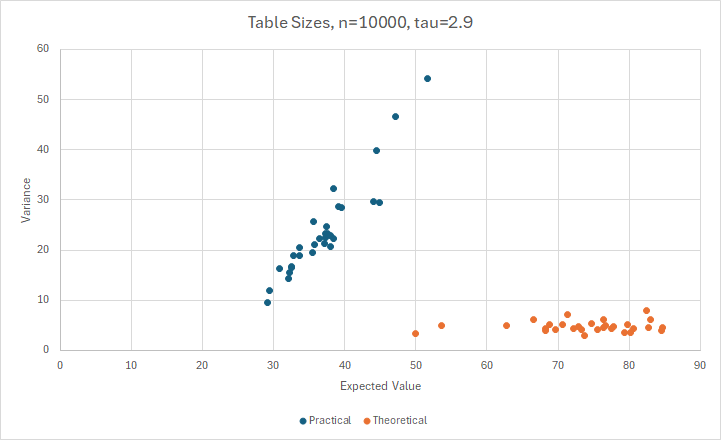 Table Sizes, n=10000, tau=2.9
60
50
40
30
20
10
0
Variance
0 10 20 30 40 50 60 70 80 90
Expected Value
Practical Theoretical